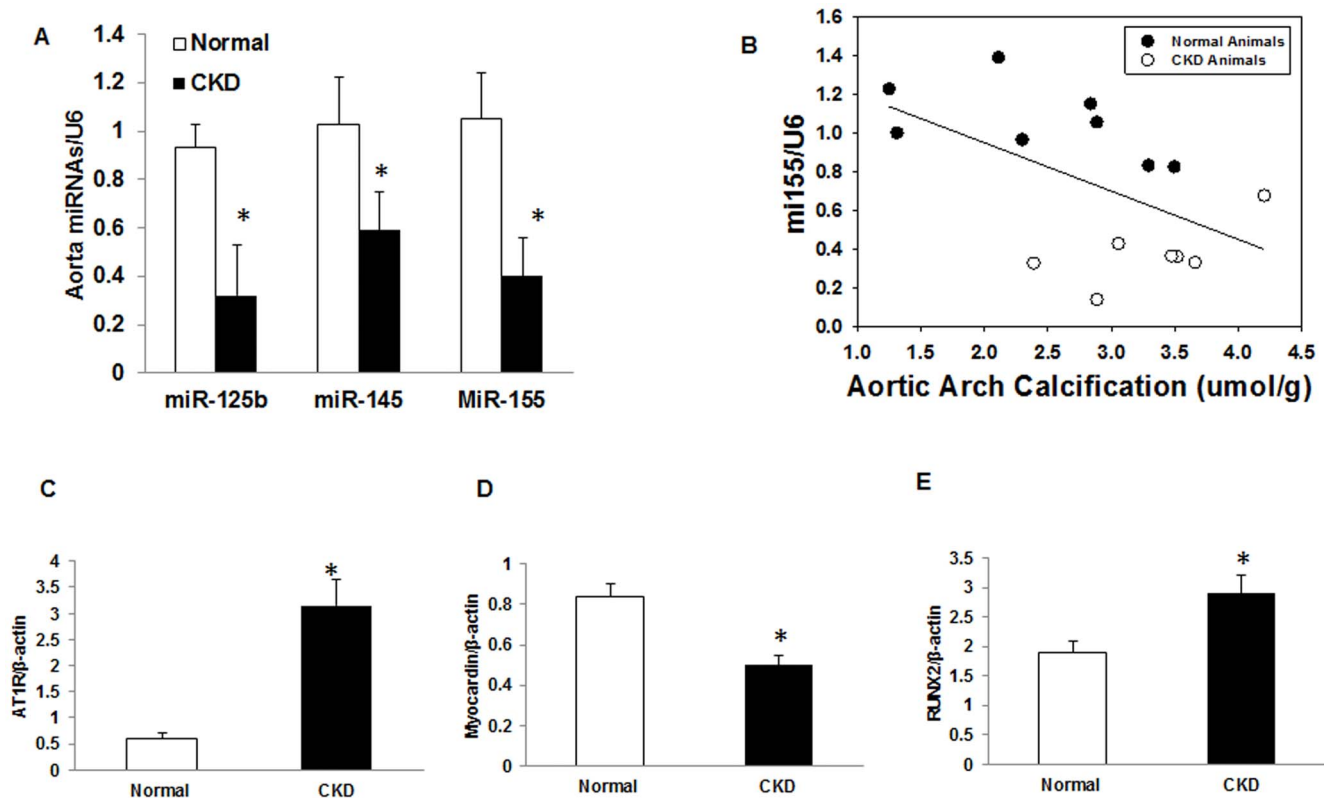 A
Normal
CKD
Aorta miRNAs/U6
1.4
1.2
1
0.8
0.6
0.4
0.2
0
*
*
*
miR-125b miR-145 MiR-155
B
Normal Animals
CKD Animals
mi155/U6
1.6
1.4
1.2
1.0
0.8
0.6
0.4
0.2
0.0
1.0 2.0 2.5 3.0 3.5 4.0 4.5
Aortic Arch Calcification (umol/g)
C
AT1R/β-actin
4
3.5
3
2.5
2
1.5
1
0.5
0
*
Normal CKD
D
Myocardin/β-actin
1
0.8
0.6
0.4
0.2
0
*
Normal CKD
E
RUNX2/β-actin
3.5
3
2.5
2
1.5
1
0.5
0
*
Normal CKD